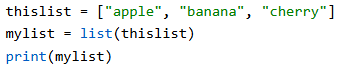 thislist = ["apple", "banana", "cherry"]
mylist = list(thislist)
print(mylist)